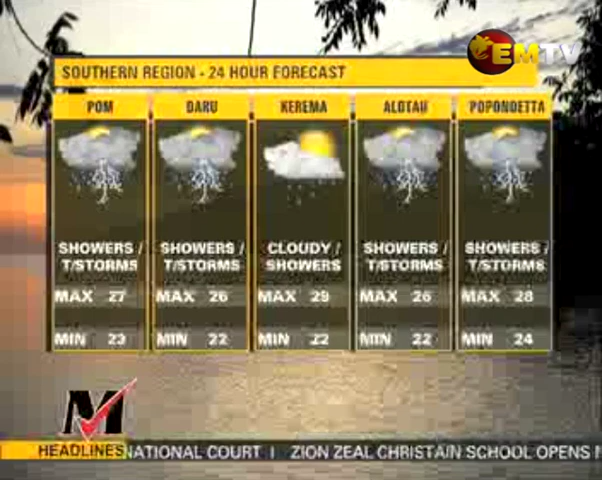 EMTV
SOUTHERN REGION - 24 HOUR FORECAST
POM DARU KEREMA ALOTAU POPONDETTA
SHOWERS / T/STORMS
SHOWERS / T/STORMS
CLOUDY / SHOWERS
SHOWERS / T/STORMS
SHOWERS / T/STORMS
MAX 27 MAX 26 MAX 29 MAX 26 MAX 28
MIN 23 MIN 22 MIN 22 MIN 22 MIN 24
M
HEADLINES NATIONAL COURT | ZION ZEAL CHRISTAIN SCHOOL OPENS